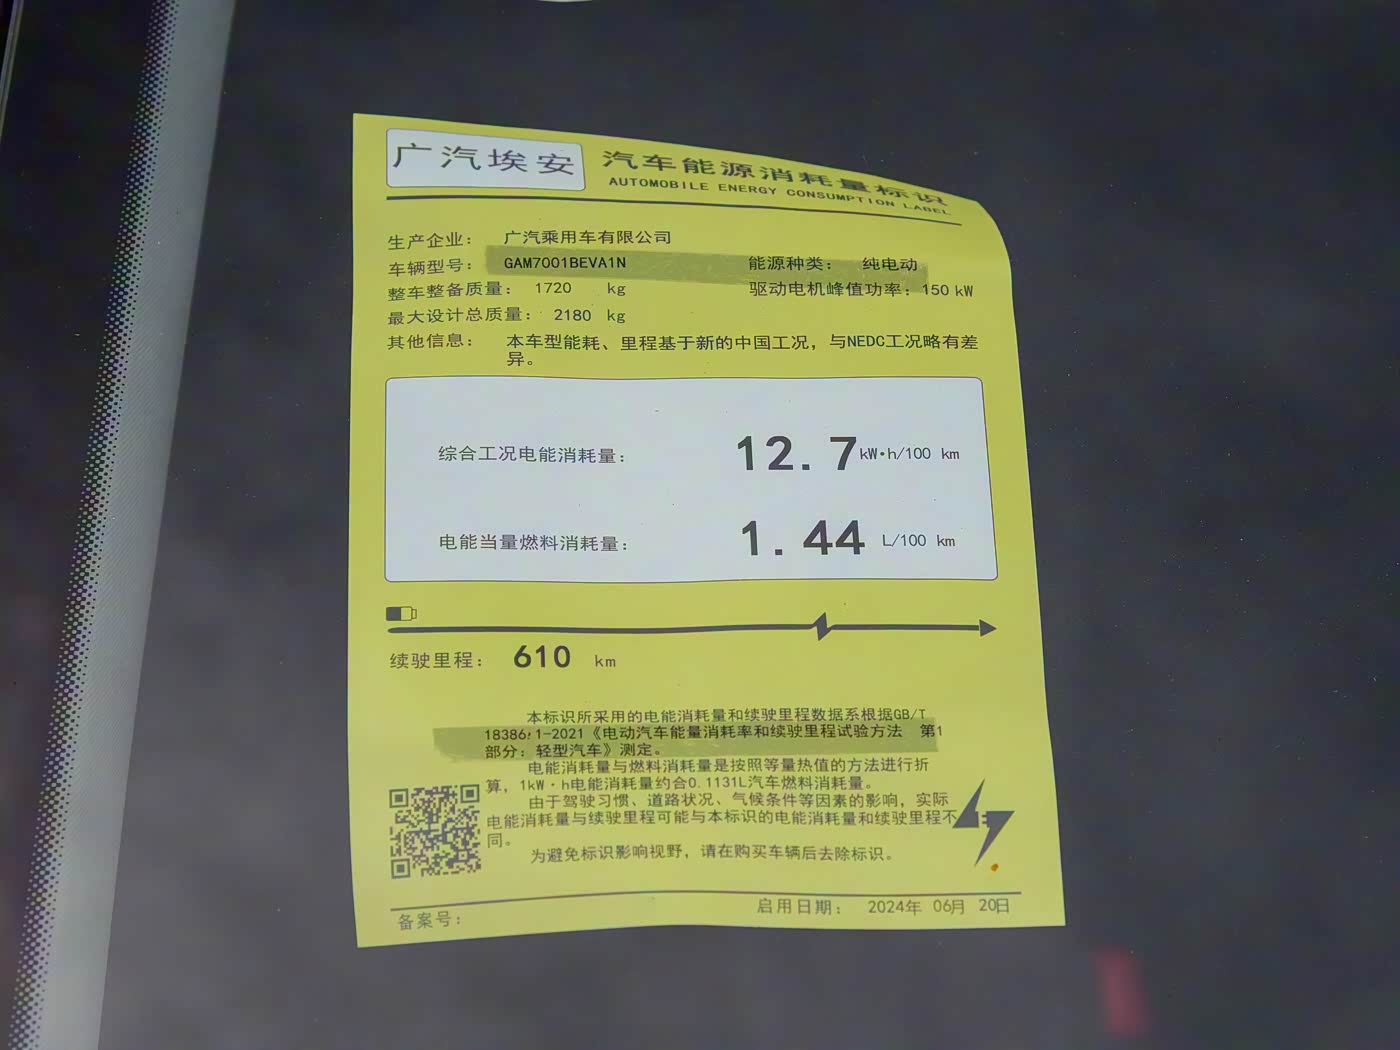 广汽埃安 汽车能源消耗量标识
AUTOMOBILE ENERGY CONSUMPTION LABEL
生产企业： 广汽乘用车有限公司
车辆型号： GAM7001BEVA1N 能源种类： 纯电动
整车整备质量： 1720 kg 驱动电机峰值功率：150 kW
最大设计总质量： 2180 kg
其他信息： 本车型能耗、里程基于新的中国工况，与NEDC工况略有差
异。
综合工况电能消耗量： 12.7 kW·h/100 km
电能当量燃料消耗量： 1.44 L/100 km
续驶里程： 610 km
本标识所采用的电能消耗量和续驶里程数据系根据GB/T
18386.1-2021《电动汽车能量消耗率和续驶里程试验方法 第1
部分：轻型汽车》测定。
电能消耗量与燃料消耗量是按照等量热值的方法进行折
算，1kW·h电能消耗量约合0.1131L汽车燃料消耗量。
由于驾驶习惯、道路状况、气候条件等因素的影响，实际
电能消耗量与续驶里程可能与本标识的电能消耗量和续驶里程不
同。
为避免标识影响视野，请在购买车辆后去除标识。
备案号： 启用日期： 2024年 06月 20日